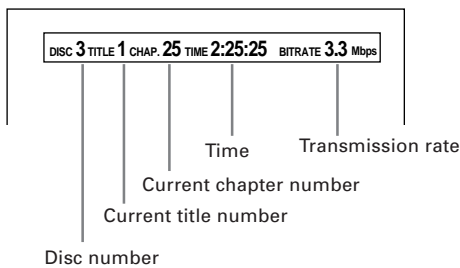 DISC 3 TITLE 1 CHAP. 25 TIME 2:25:25 BITRATE 3.3 Mbps
Time
Transmission rate
Current chapter number
Current title number
Disc number